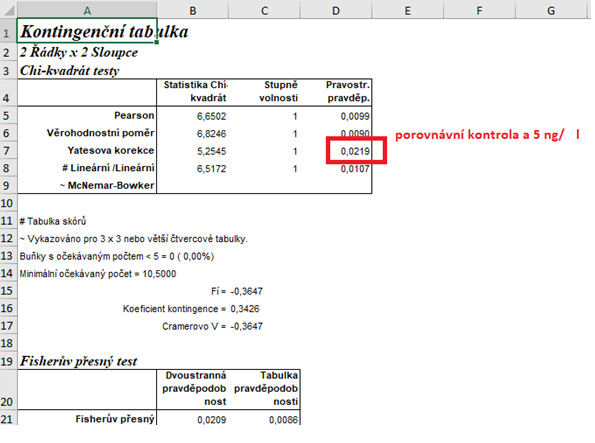 A B C D E F G
1 Kontingenční tabulka
2 2 Řádky x 2 Sloupce
3 Chi-kvadrát testy
4 Statistika Chi-kvadrát Stupně volnosti Pravostr. pravděp.
5 Pearson 6,6502 1 0,0099
6 Věrohodnostní poměr 6,8246 1 0,0090
porovnávní kontrola a 5 ng/ l
7 Yatesova korekce 5,2545 1 0,0219
8 # Lineární /Lineární 6,5172 1 0,0107
9 ~ McNemar-Bowker
10
11 # Tabulka skórů
12 ~ Vykazováno pro 3 x 3 nebo větší čtvercové tabulky.
13 Buňky s očekávaným počtem < 5 = 0 ( 0,00%)
14 Minimální očekávaný počet = 10,5000
15 Fí = -0,3647
16 Koeficient kontingence = 0,3426
17 Cramerovo V = -0,3647
18
19 Fisherův přesný test
20 Dvoustranná pravděpodob nost Tabulka pravděpodob nosti
21 Fisherův přesný 0,0209 0,0086